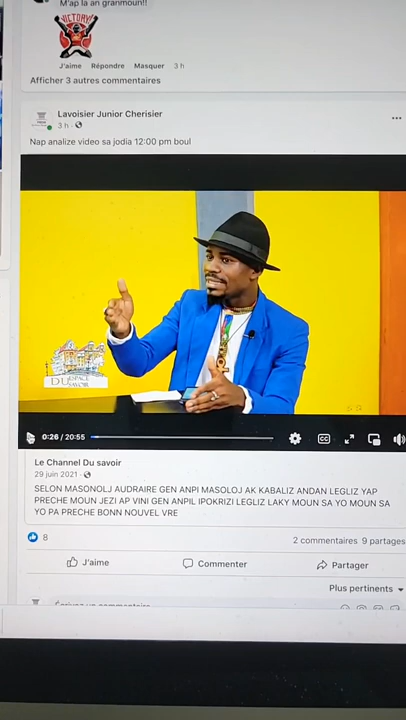 M'ap la an granmoun!!
VICTORY!
J'aime Répondre Masquer 3 h
Afficher 3 autres commentaires
Lavoisier Junior Cherisier
3 h
Nap analize video sa jodia 12:00 pm boul
DU ESPACE
SAVOIR
0:26 / 20:55
CC
Le Channel Du savoir
29 juin 2021
SELON MASONOLJ AUDRAIRE GEN ANPI MASOLOJ AK KABALIZ ANDAN LEGLIZ YAP
PRECHE MOUN JEZI AP VINI GEN ANPIL IPOKRIZI LEGLIZ LAKY MOUN SA YO MOUN SA
YO PA PRECHE BONN NOUVEL VRE
8
2 commentaires 9 partages
J'aime Commenter Partager
Plus pertinents